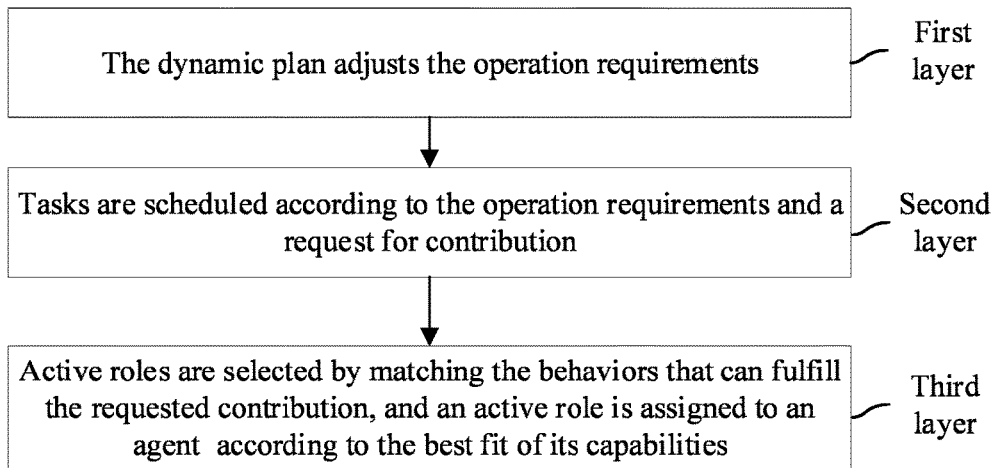 The dynamic plan adjusts the operation requirements
First
layer
Tasks are scheduled according to the operation requirements and a
request for contribution
Second
layer
Active roles are selected by matching the behaviors that can fulfill
the requested contribution, and an active role is assigned to an
agent according to the best fit of its capabilities
Third
layer